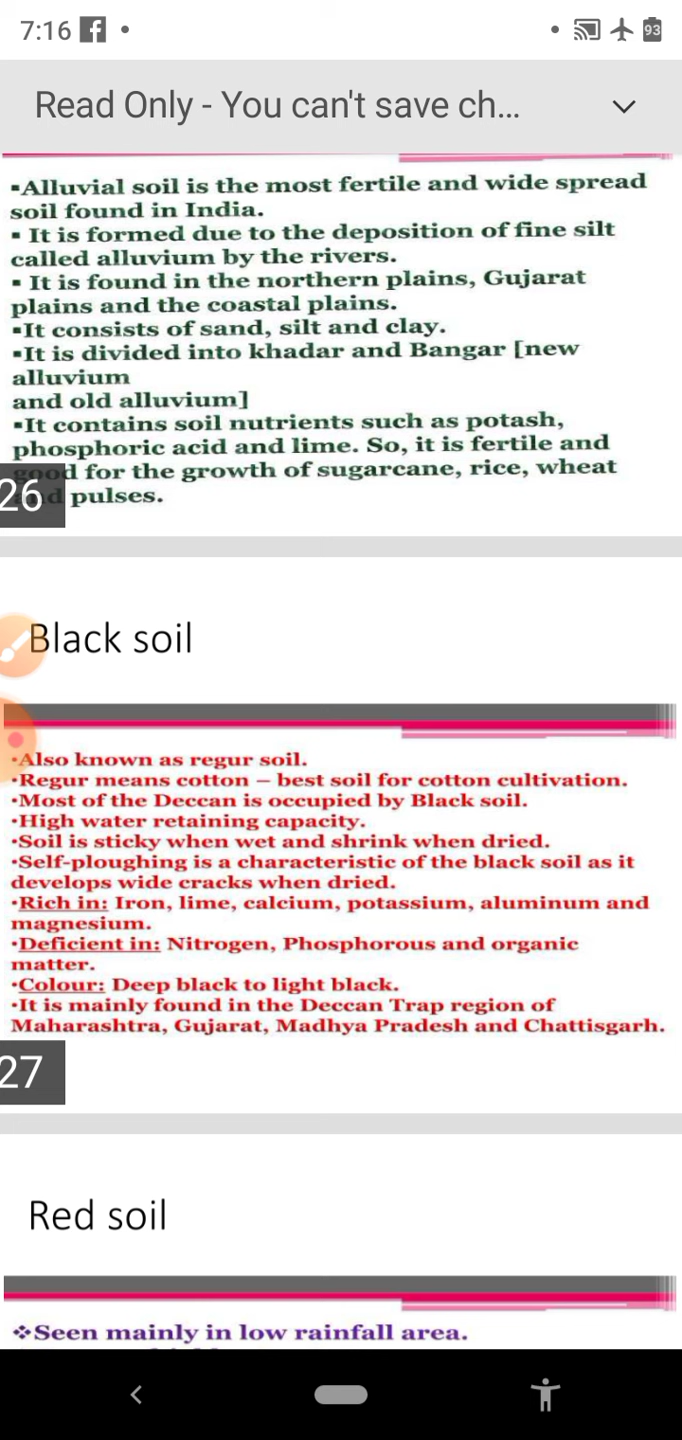 7:16
93
Read Only - You can't save ch...
▪Alluvial soil is the most fertile and wide spread
soil found in India.
▪ It is formed due to the deposition of fine silt
called alluvium by the rivers.
▪ It is found in the northern plains, Gujarat
plains and the coastal plains.
▪It consists of sand, silt and clay.
▪It is divided into khadar and Bangar [new
alluvium
and old alluvium]
▪It contains soil nutrients such as potash,
phosphoric acid and lime. So, it is fertile and
good for the growth of sugarcane, rice, wheat
and pulses.
26
Black soil
•Also known as regur soil.
•Regur means cotton – best soil for cotton cultivation.
•Most of the Deccan is occupied by Black soil.
•High water retaining capacity.
•Soil is sticky when wet and shrink when dried.
•Self-ploughing is a characteristic of the black soil as it
develops wide cracks when dried.
•Rich in: Iron, lime, calcium, potassium, aluminum and
magnesium.
•Deficient in: Nitrogen, Phosphorous and organic
matter.
•Colour: Deep black to light black.
•It is mainly found in the Deccan Trap region of
Maharashtra, Gujarat, Madhya Pradesh and Chattisgarh.
27
Red soil
❖Seen mainly in low rainfall area.